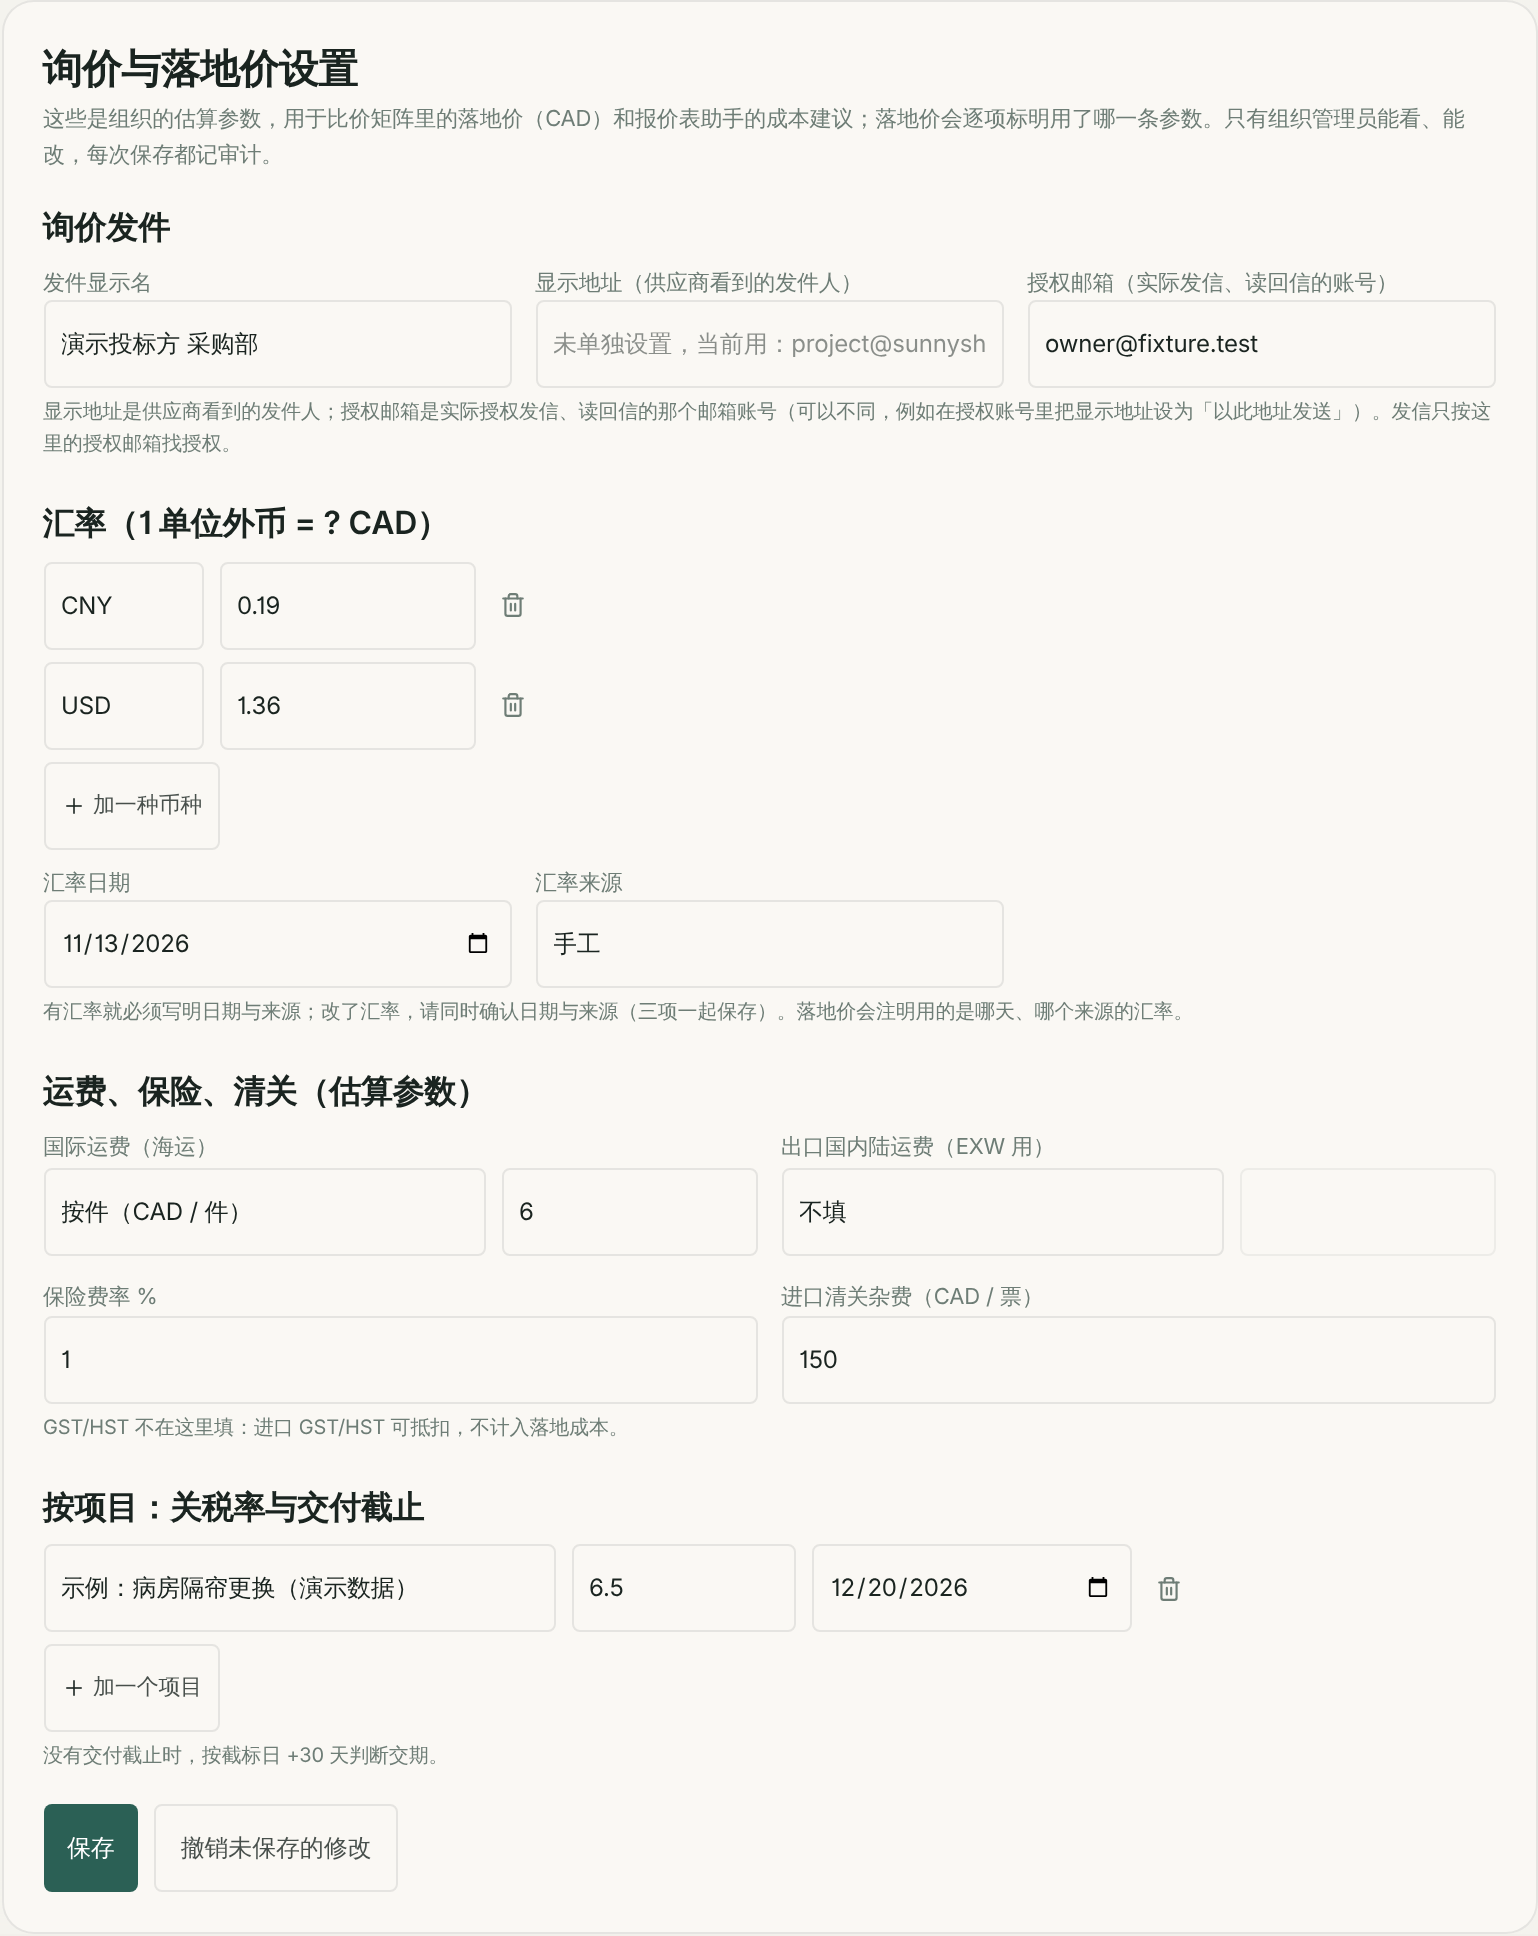 询价与落地价设置
这些是组织的估算参数，用于比价矩阵里的落地价（CAD）和报价表助手的成本建议；落地价会逐项标明用了哪一条参数。只有组织管理员能看、能
改，每次保存都记审计。
询价发件
发件显示名
显示地址（供应商看到的发件人）
授权邮箱（实际发信、读回信的账号）
演示投标方 采购部
未单独设置，当前用：project@sunnysh
owner@fixture.test
显示地址是供应商看到的发件人；授权邮箱是实际授权发信、读回信的那个邮箱账号（可以不同，例如在授权账号里把显示地址设为「以此地址发送」）。发信只按这
里的授权邮箱找授权。
汇率（1 单位外币 = ? CAD）
CNY
0.19
USD
1.36
+ 加一种币种
汇率日期
汇率来源
11/13/2026
手工
有汇率就必须写明日期与来源；改了汇率，请同时确认日期与来源（三项一起保存）。落地价会注明用的是哪天、哪个来源的汇率。
运费、保险、清关（估算参数）
国际运费（海运）
出口国内陆运费（EXW 用）
按件（CAD / 件）
6
不填
保险费率 %
进口清关杂费（CAD / 票）
1
150
GST/HST 不在这里填：进口 GST/HST 可抵扣，不计入落地成本。
按项目：关税率与交付截止
示例：病房隔帘更换（演示数据）
6.5
12/20/2026
+ 加一个项目
没有交付截止时，按截标日 +30 天判断交期。
保存
撤销未保存的修改